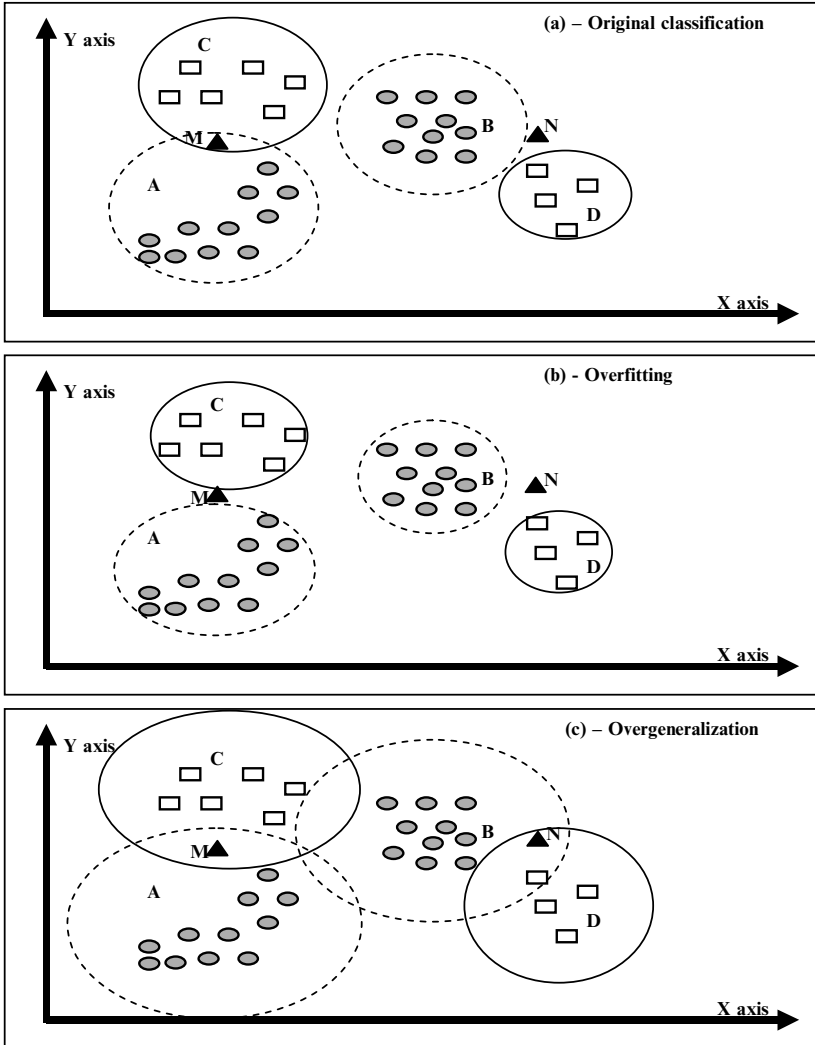 (a) – Original classification
Y axis
C
B
N
M
A
D
X axis
(b) - Overfitting
Y axis
C
B
N
M
A
D
X axis
(c) – Overgeneralization
Y axis
C
B
N
M
A
D
X axis